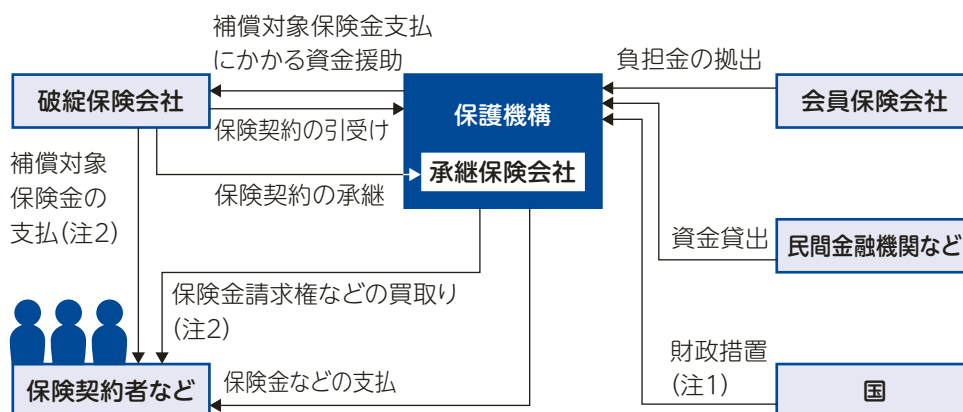 補償対象保険金支払
にかかる資金援助
負担金の拠出
破綻保険会社
保護機構
会員保険会社
保険契約の引受け
補償対象
保険金の
支払(注2)
承継保険会社
保険契約の承継
資金貸出
民間金融機関など
保険金請求権などの買取り
(注2)
財政措置
(注1)
保険契約者など
保険金などの支払
国